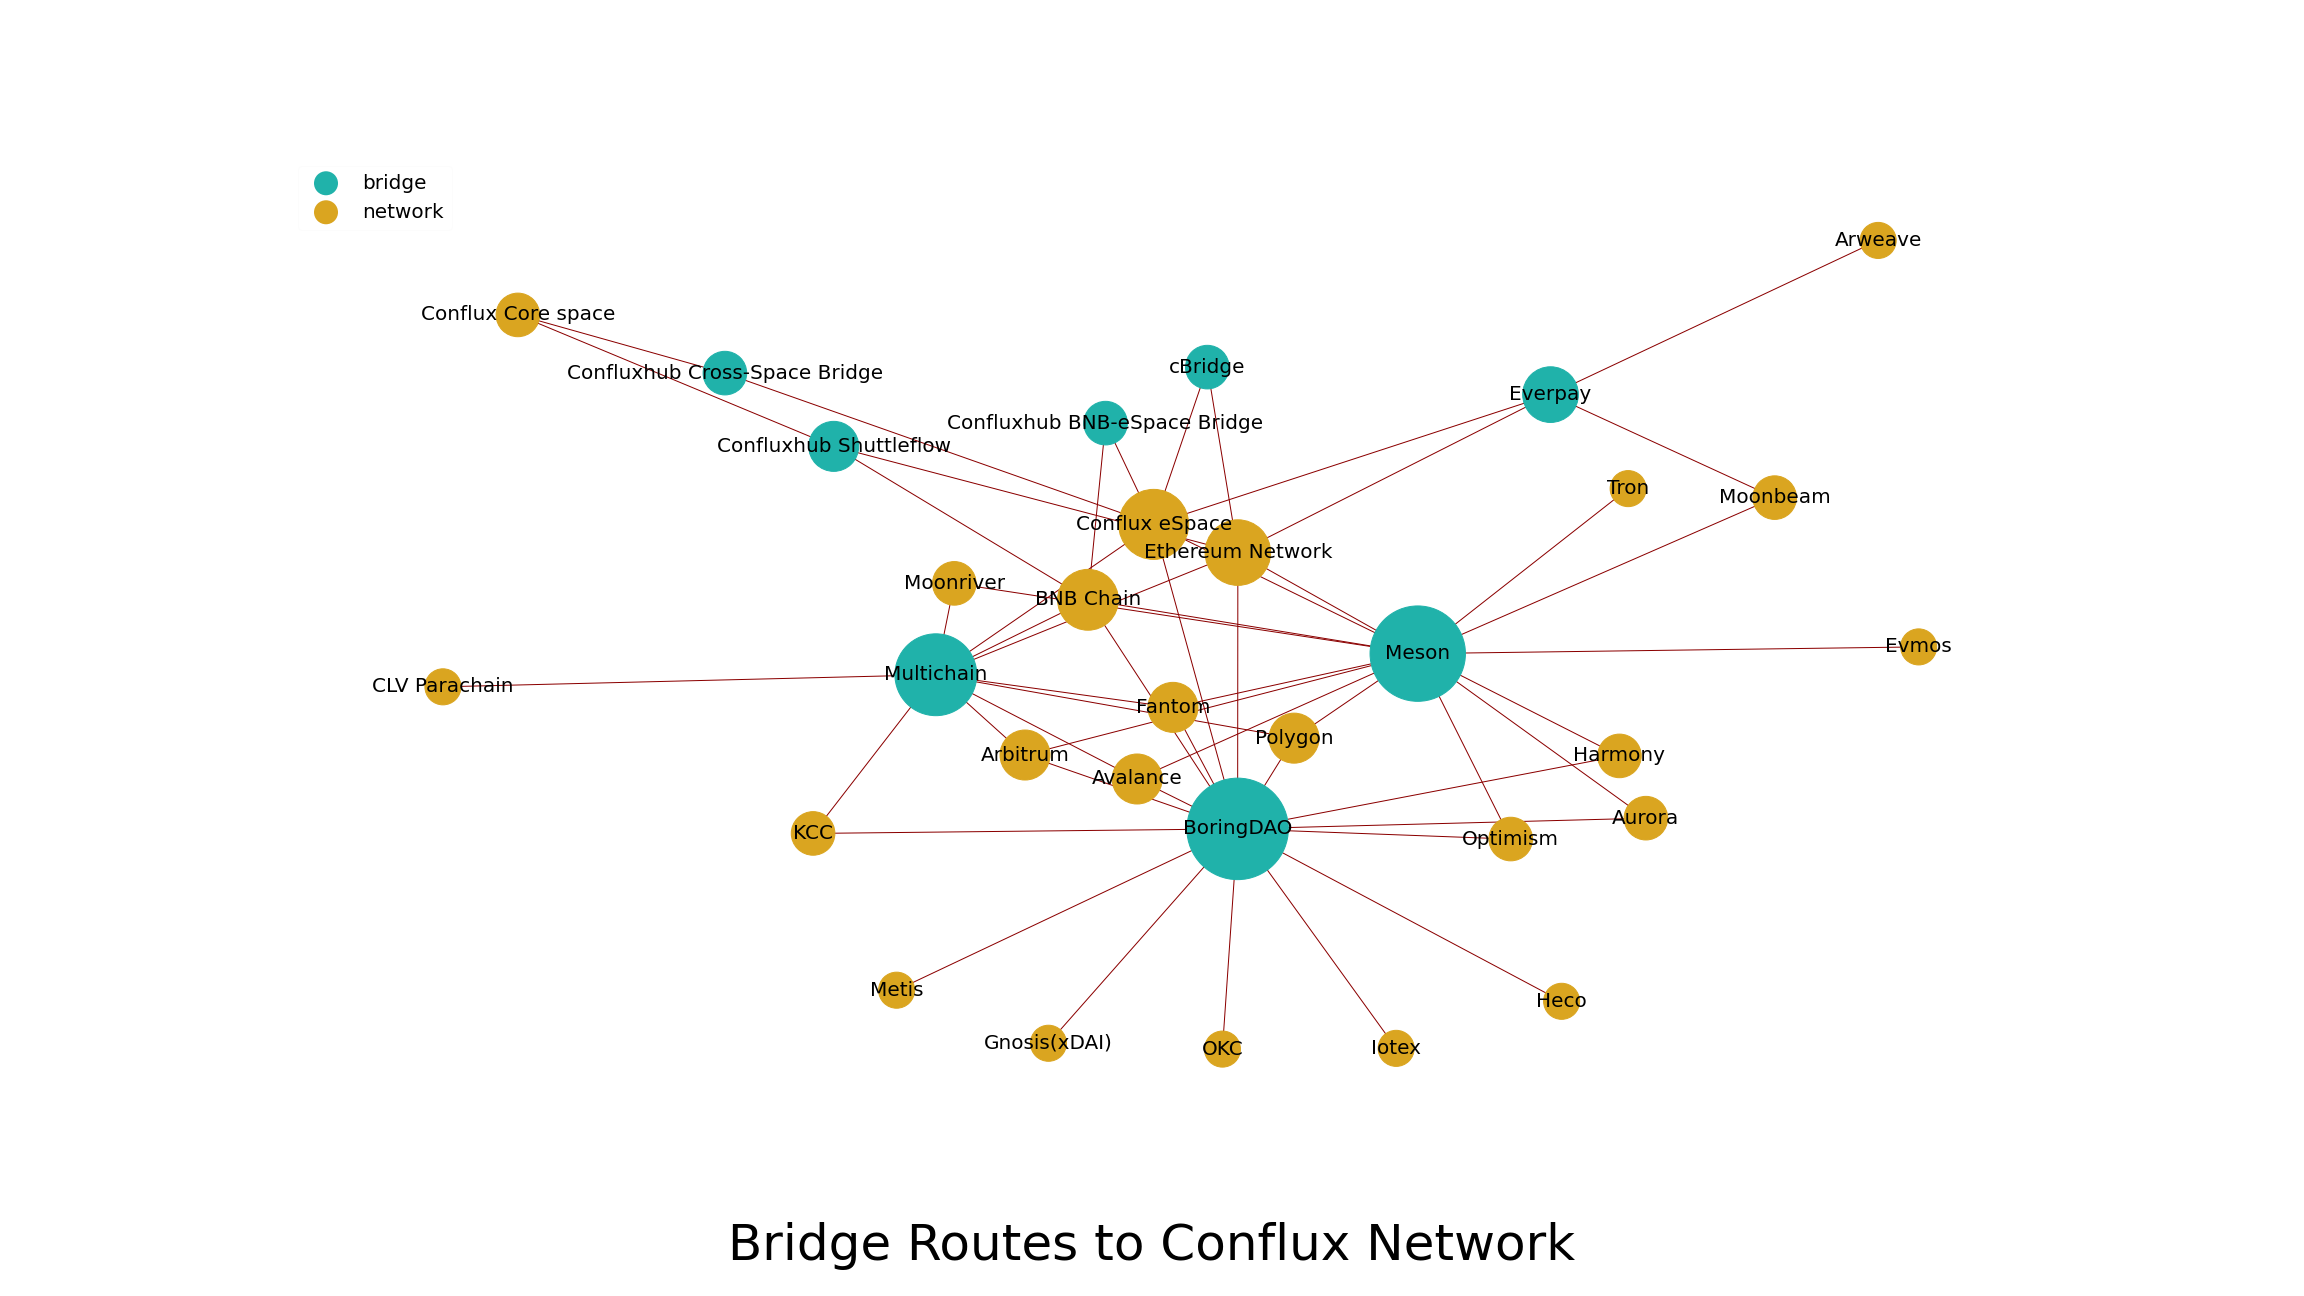 bridge
network
Arweave
Conflux Core space
cBridge
Confluxhub Cross-Space Bridge
Everpay
Confluxhub BNB-eSpace Bridge
Confluxhub Shuttleflow
Tron
Moonbeam
Conflux eSpace
Ethereum Network
Moonriver
BNB Chain
Evmos
Meson
Multichain
CLV Parachain
Fantom
Polygon
Arbitrum
Harmony
Avalance
Aurora
BoringDAO
KCC
Optimism
Metis
Heco
Gnosis(xDAI)
OKC
Iotex
Bridge Routes to Conflux Network